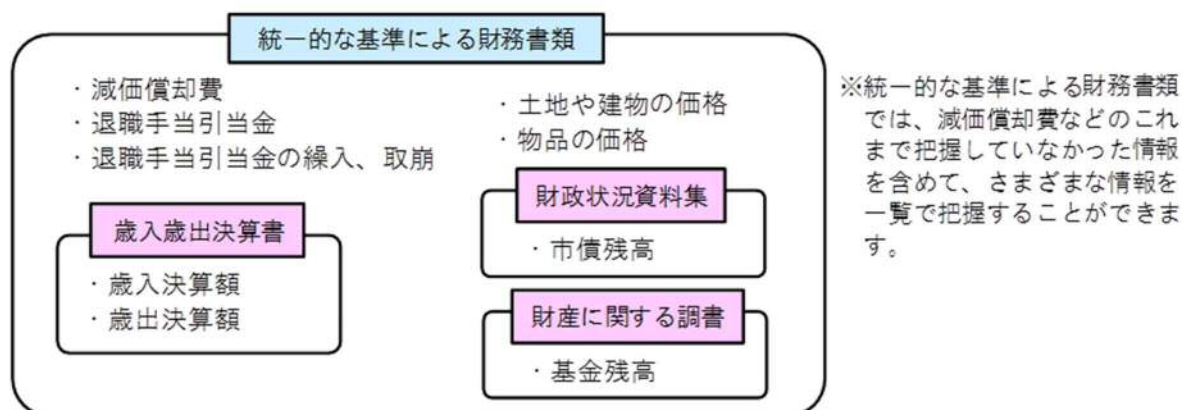 統一的な基準による財務書類
・減価償却費
・退職手当引当金
・退職手当引当金の繰入、取崩
・土地や建物の価格
・物品の価格
歳入歳出決算書
・歳入決算額
・歳出決算額
財政状況資料集
・市債残高
財産に関する調書
・基金残高
※統一的な基準による財務書類
では、減価償却費などのこれ
まで把握していなかった情報
を含めて、さまざまな情報を
一覧で把握することができま
す。